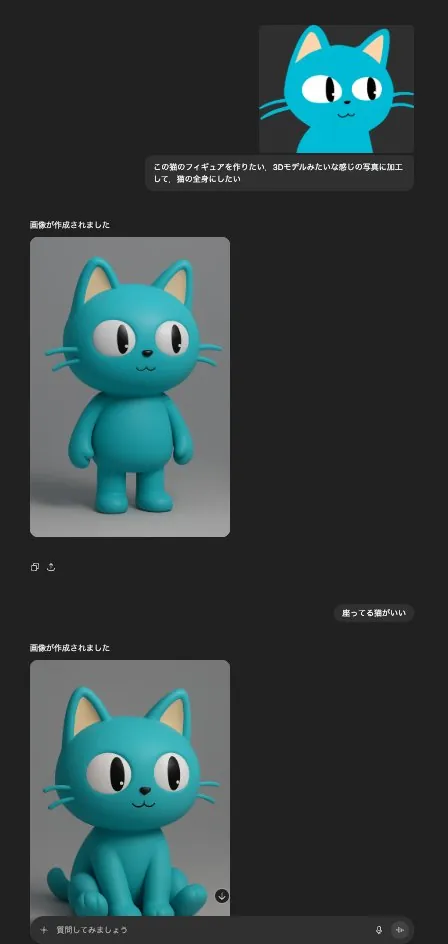 この猫のフィギュアを作りたい、3Dモデルみたいな感じの写真に加工
して、猫の全身にしたい
画像が作成されました
座ってる猫がいい
画像が作成されました
質問してみましょう